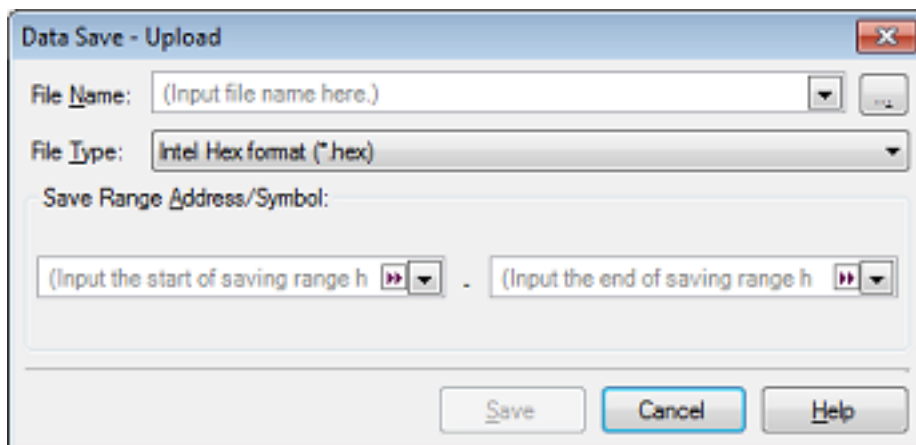 Data Save - Upload
File Name: (Input file name here.) ...
File Type: Intel Hex format (*.hex)
Save Range Address/Symbol:
(Input the start of saving range h - (Input the end of saving range h
Save Cancel Help